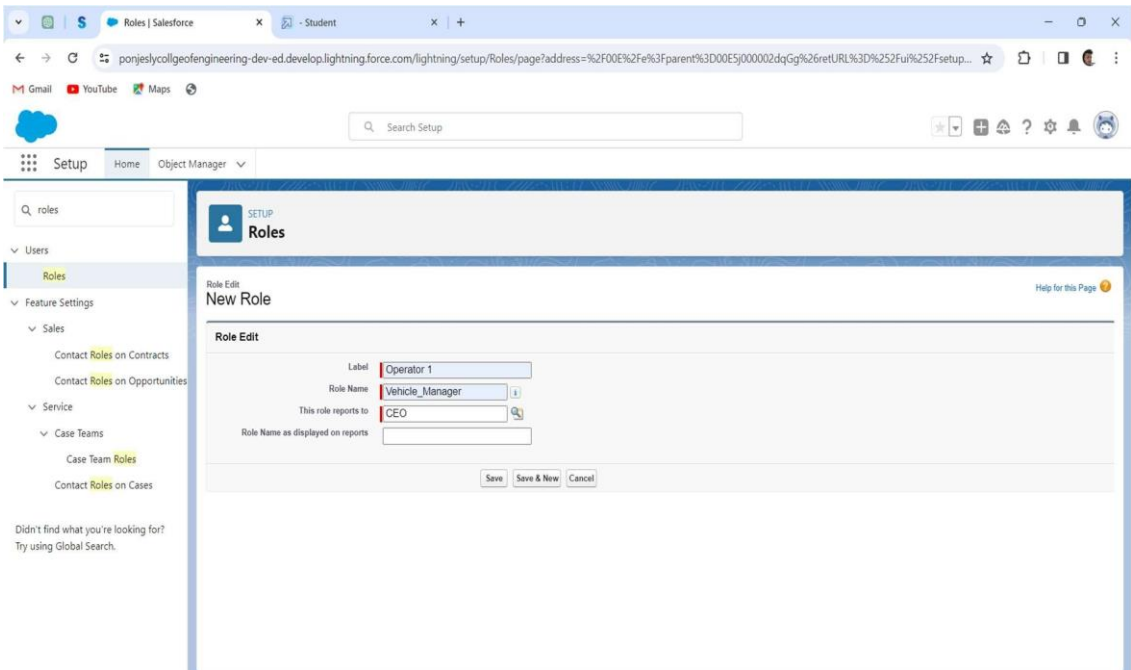 Roles | Salesforce
- Student
ponjeslycollgeofengineering-dev-ed.develop.lightning.force.com/lightning/setup/Roles/page?address=%2F00E%2Fe%3Fparent%3D00E5j000002dqGg%26retURL%3D%252Fui%252Fsetup...
Gmail YouTube Maps
Search Setup
Setup Home Object Manager
roles
Users
Roles
Feature Settings
Sales
Contact Roles on Contracts
Contact Roles on Opportunities
Service
Case Teams
Case Team Roles
Contact Roles on Cases
Didn't find what you're looking for?
Try using Global Search.
SETUP
Roles
Role Edit
New Role
Help for this Page
Role Edit
Label Operator 1
Role Name Vehicle_Manager
This role reports to CEO
Role Name as displayed on reports
Save Save & New Cancel